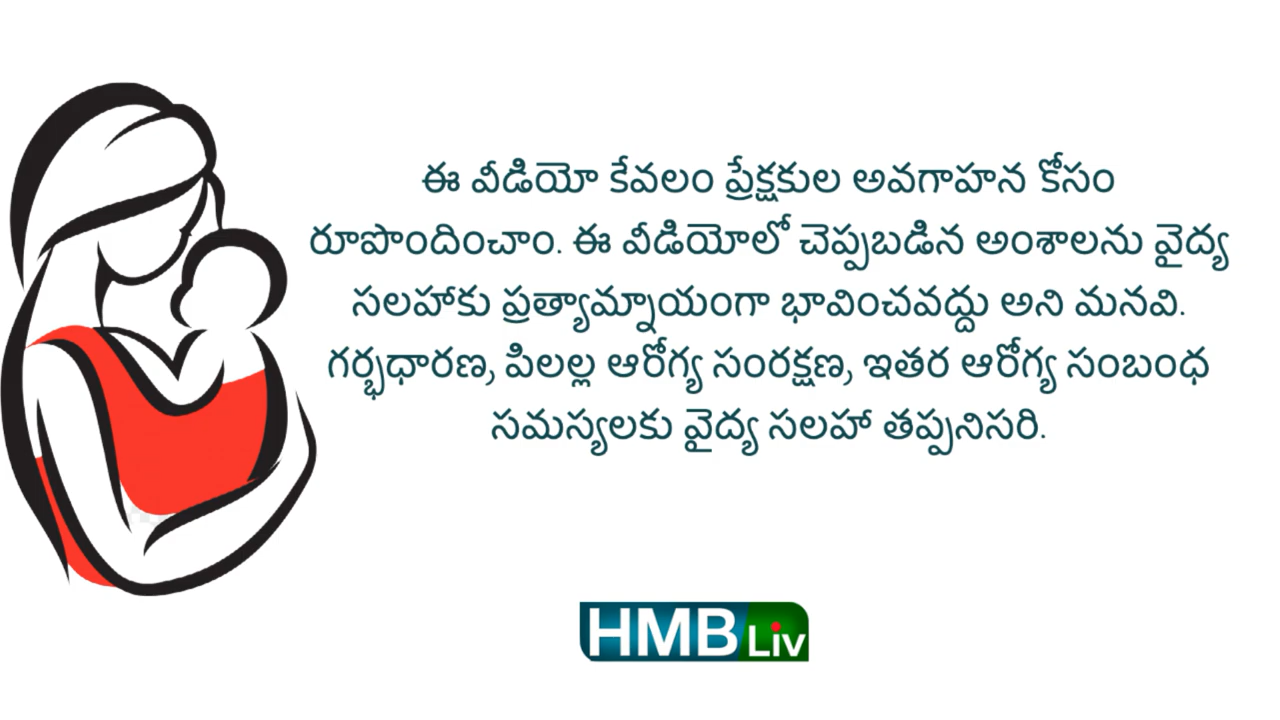 ఈ వీడియో కేవలం ప్రేక్షకుల అవగాహన కోసం
రూపొందించాం. ఈ వీడియోలో చెప్పబడిన అంశాలను వైద్య
సలహాకు ప్రత్యామ్నాయంగా భావించవద్దు అని మనవి.
గర్భధారణ, పిలల్ల ఆరోగ్య సంరక్షణ, ఇతర ఆరోగ్య సంబంధ
సమస్యలకు వైద్య సలహా తప్పనిసరి.
HMB Liv